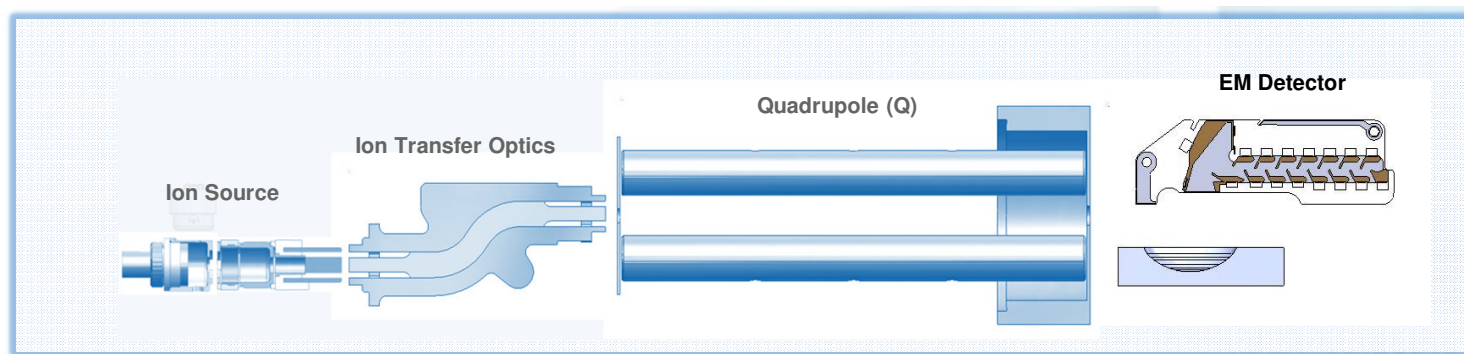 EM Detector
Quadrupole (Q)
Ion Transfer Optics
Ion Source